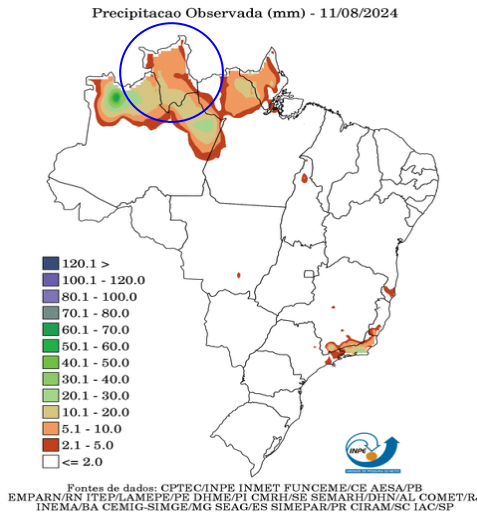 Precipitacao Observada (mm) - 11/08/2024
120.1 >
100.1 - 120.0
80.1 - 100.0
70.1 - 80.0
60.1 - 70.0
50.1 - 60.0
40.1 - 50.0
30.1 - 40.0
20.1 - 30.0
10.1 - 20.0
5.1 - 10.0
2.1 - 5.0
<= 2.0
INPE
Fontes de dados: CPTEC/INPE INMET FUNCEME/CE AESA/PB
EMPARN/RN ITEP/LAMEPE/PE DHME/PI CMRH/SE SEMARH/DHN/AL COMET/RJ
INEMA/BA CEMIG-SIMGE/MG SEAG/ES SIMEPAR/PR CIRAM/SC IAC/SP